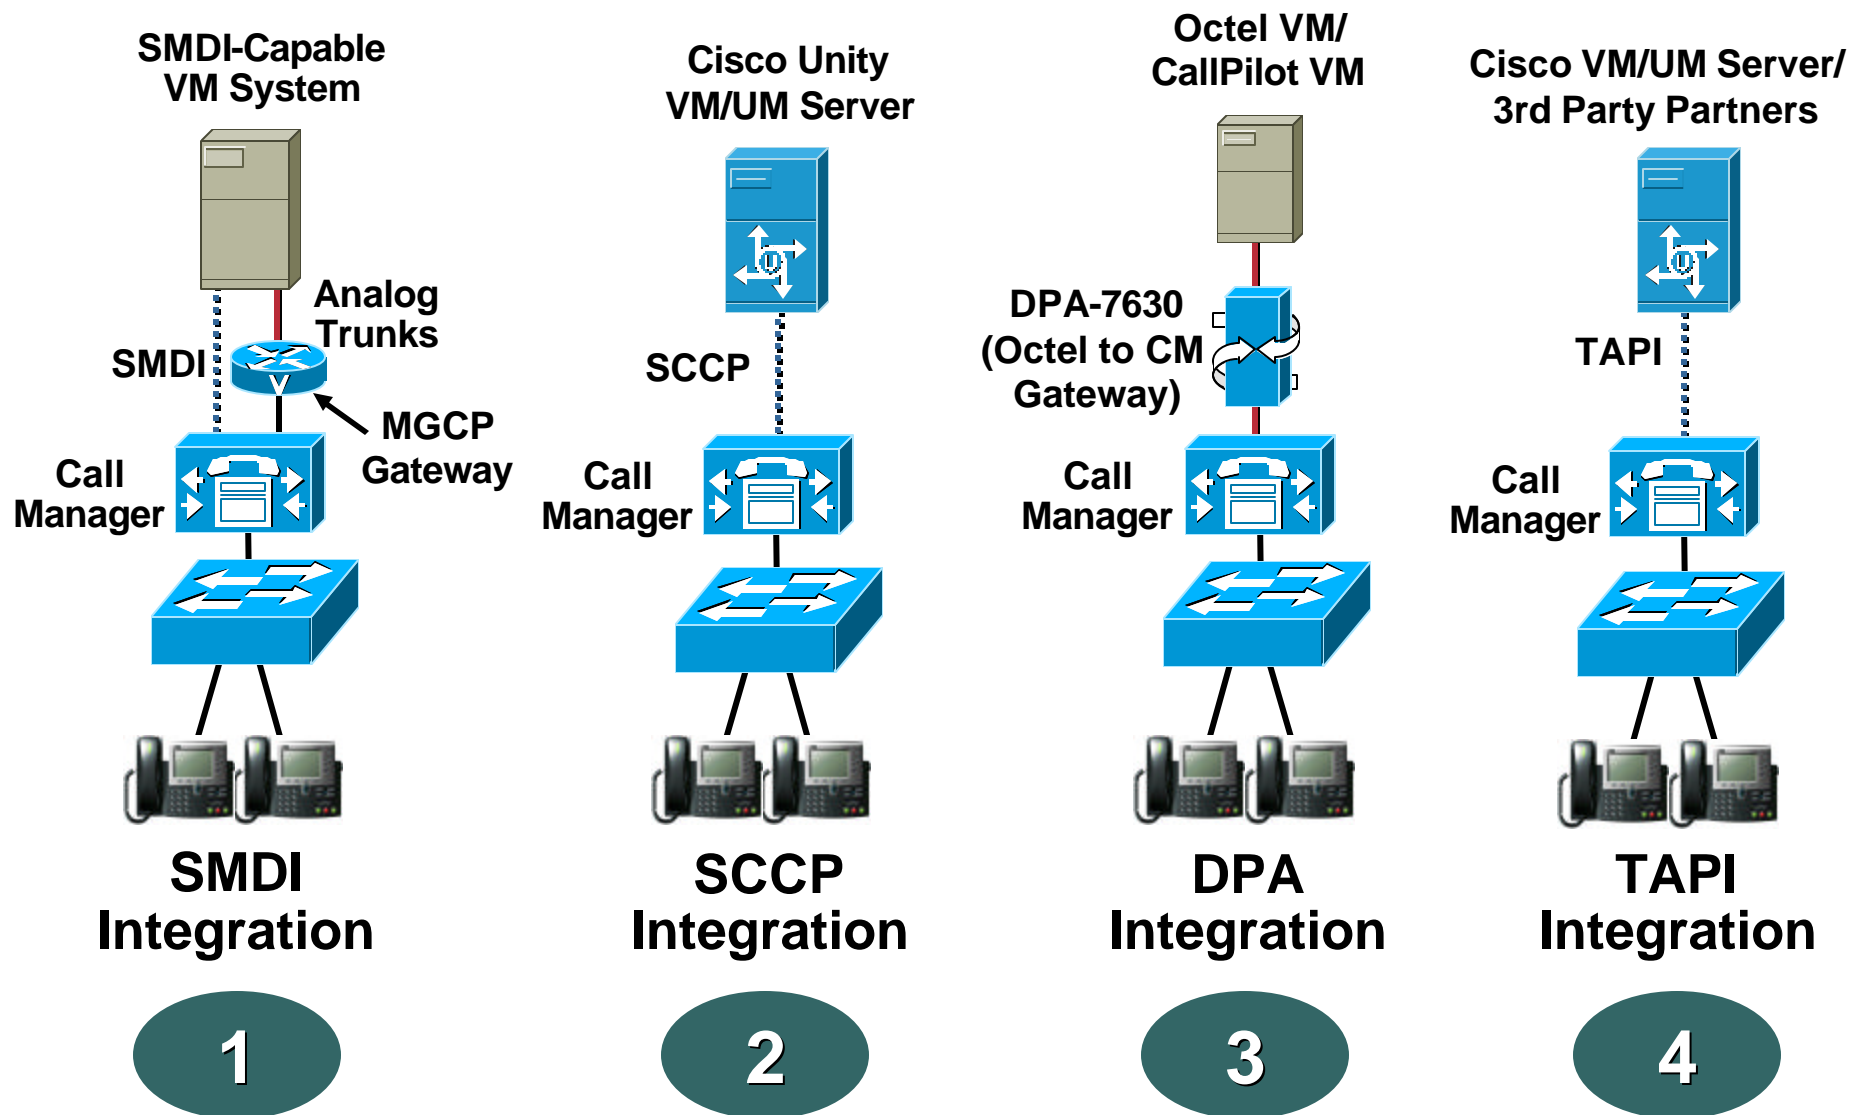 SMDI-Capable
VM System
Analog
Trunks
SMDI
MGCP
Gateway
Call
Manager
SMDI
Integration
1
Cisco Unity
VM/UM Server
SCCP
Call
Manager
SCCP
Integration
2
Octel VM/
CallPilot VM
DPA-7630
(Octel to CM
Gateway)
Call
Manager
DPA
Integration
3
Cisco VM/UM Server/
3rd Party Partners
TAPI
Call
Manager
TAPI
Integration
4